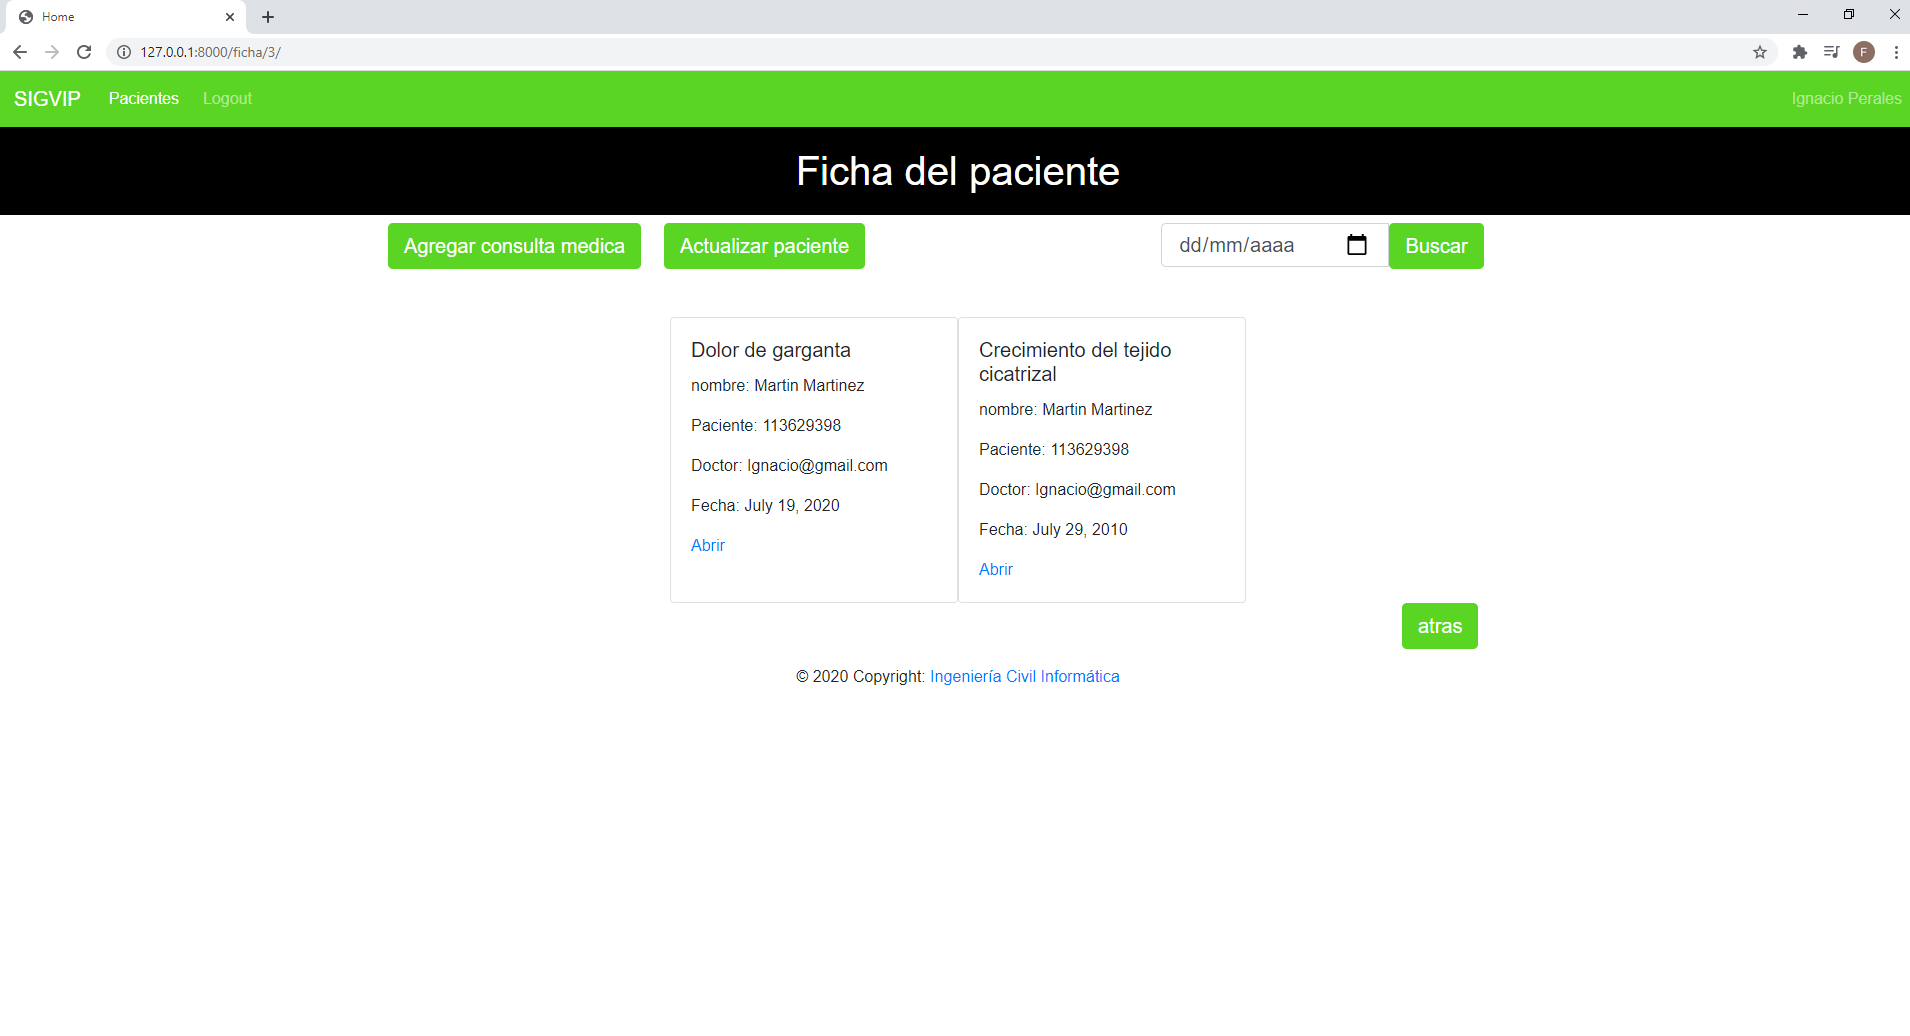 Home
127.0.0.1:8000/ficha/3/
F
SIGVIP Pacientes Logout Ignacio Perales
Ficha del paciente
Agregar consulta medica Actualizar paciente dd/mm/aaaa Buscar
Dolor de garganta
nombre: Martin Martinez
Paciente: 113629398
Doctor: Ignacio@gmail.com
Fecha: July 19, 2020
Abrir
Crecimiento del tejido
cicatrizal
nombre: Martin Martinez
Paciente: 113629398
Doctor: Ignacio@gmail.com
Fecha: July 29, 2010
Abrir
atras
© 2020 Copyright: Ingeniería Civil Informática